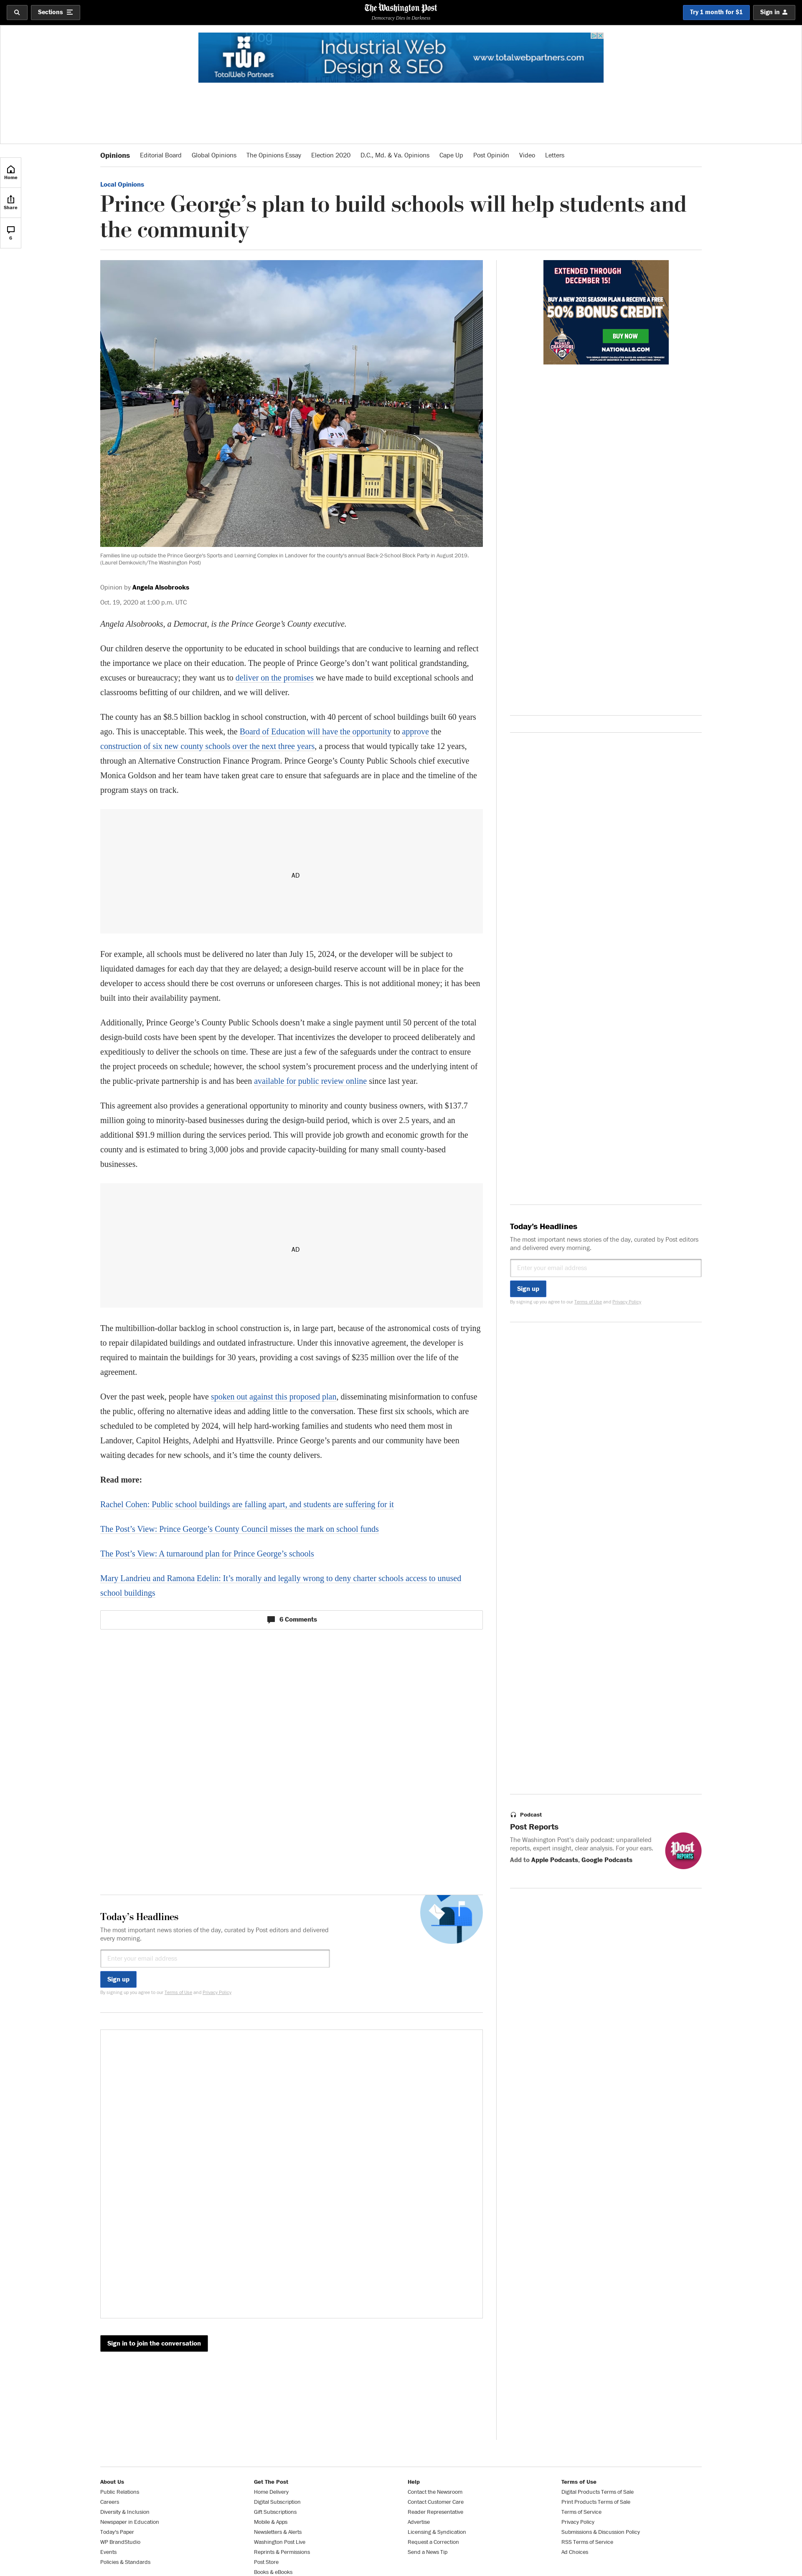 Sections
The Washington Post
Democracy Dies in Darkness
Try 1 month for $1
Sign in
TWP
TotalWeb Partners
Industrial Web
Design & SEO
www.totalwebpartners.com
Home
Share
6
Opinions
Editorial Board
Global Opinions
The Opinions Essay
Election 2020
D.C., Md. & Va. Opinions
Cape Up
Post Opinión
Video
Letters
Local Opinions
Prince George’s plan to build schools will help students and
the community
EXTENDED THROUGH
DECEMBER 15!
BUY A NEW 2021 SEASON PLAN & RECEIVE A FREE
50% BONUS CREDIT
BUY NOW
NATIONALS.COM
Families line up outside the Prince George's Sports and Learning Complex in Landover for the county's annual Back-2-School Block Party in August 2019.
(Laurel Demkovich/The Washington Post)
Opinion by Angela Alsobrooks
Oct. 19, 2020 at 1:00 p.m. UTC
Angela Alsobrooks, a Democrat, is the Prince George’s County executive.
Our children deserve the opportunity to be educated in school buildings that are conducive to learning and reflect
the importance we place on their education. The people of Prince George’s don’t want political grandstanding,
excuses or bureaucracy; they want us to deliver on the promises we have made to build exceptional schools and
classrooms befitting of our children, and we will deliver.
The county has an $8.5 billion backlog in school construction, with 40 percent of school buildings built 60 years
ago. This is unacceptable. This week, the Board of Education will have the opportunity to approve the
construction of six new county schools over the next three years, a process that would typically take 12 years,
through an Alternative Construction Finance Program. Prince George’s County Public Schools chief executive
Monica Goldson and her team have taken great care to ensure that safeguards are in place and the timeline of the
program stays on track.
AD
For example, all schools must be delivered no later than July 15, 2024, or the developer will be subject to
liquidated damages for each day that they are delayed; a design-build reserve account will be in place for the
developer to access should there be cost overruns or unforeseen charges. This is not additional money; it has been
built into their availability payment.
Additionally, Prince George’s County Public Schools doesn’t make a single payment until 50 percent of the total
design-build costs have been spent by the developer. That incentivizes the developer to proceed deliberately and
expeditiously to deliver the schools on time. These are just a few of the safeguards under the contract to ensure
the project proceeds on schedule; however, the school system’s procurement process and the underlying intent of
the public-private partnership is and has been available for public review online since last year.
This agreement also provides a generational opportunity to minority and county business owners, with $137.7
million going to minority-based businesses during the design-build period, which is over 2.5 years, and an
additional $91.9 million during the services period. This will provide job growth and economic growth for the
county and is estimated to bring 3,000 jobs and provide capacity-building for many small county-based
businesses.
AD
The multibillion-dollar backlog in school construction is, in large part, because of the astronomical costs of trying
to repair dilapidated buildings and outdated infrastructure. Under this innovative agreement, the developer is
required to maintain the buildings for 30 years, providing a cost savings of $235 million over the life of the
agreement.
Over the past week, people have spoken out against this proposed plan, disseminating misinformation to confuse
the public, offering no alternative ideas and adding little to the conversation. These first six schools, which are
scheduled to be completed by 2024, will help hard-working families and students who need them most in
Landover, Capitol Heights, Adelphi and Hyattsville. Prince George’s parents and our community have been
waiting decades for new schools, and it’s time the county delivers.
Read more:
Rachel Cohen: Public school buildings are falling apart, and students are suffering for it
The Post’s View: Prince George’s County Council misses the mark on school funds
The Post’s View: A turnaround plan for Prince George’s schools
Mary Landrieu and Ramona Edelin: It’s morally and legally wrong to deny charter schools access to unused
school buildings
6 Comments
Today’s Headlines
The most important news stories of the day, curated by Post editors
and delivered every morning.
Enter your email address
Sign up
By signing up you agree to our Terms of Use and Privacy Policy
Podcast
Post Reports
The Washington Post's daily podcast: unparalleled
reporting, expert insight, clear analysis. For your ears.
Add to Apple Podcasts, Google Podcasts
Post
REPORTS
Today’s Headlines
The most important news stories of the day, curated by Post editors and delivered
every morning.
Enter your email address
Sign up
By signing up you agree to our Terms of Use and Privacy Policy
Sign in to join the conversation
About Us
Public Relations
Careers
Diversity & Inclusion
Newspaper in Education
Today's Paper
WP BrandStudio
Events
Policies & Standards
Get The Post
Home Delivery
Digital Subscription
Gift Subscriptions
Mobile & Apps
Newsletters & Alerts
Washington Post Live
Reprints & Permissions
Post Store
Books & eBooks
Help
Contact the Newsroom
Contact Customer Care
Reader Representative
Advertise
Licensing & Syndication
Request a Correction
Send a News Tip
Terms of Use
Digital Products Terms of Sale
Print Products Terms of Sale
Terms of Service
Privacy Policy
Submissions & Discussion Policy
RSS Terms of Service
Ad Choices